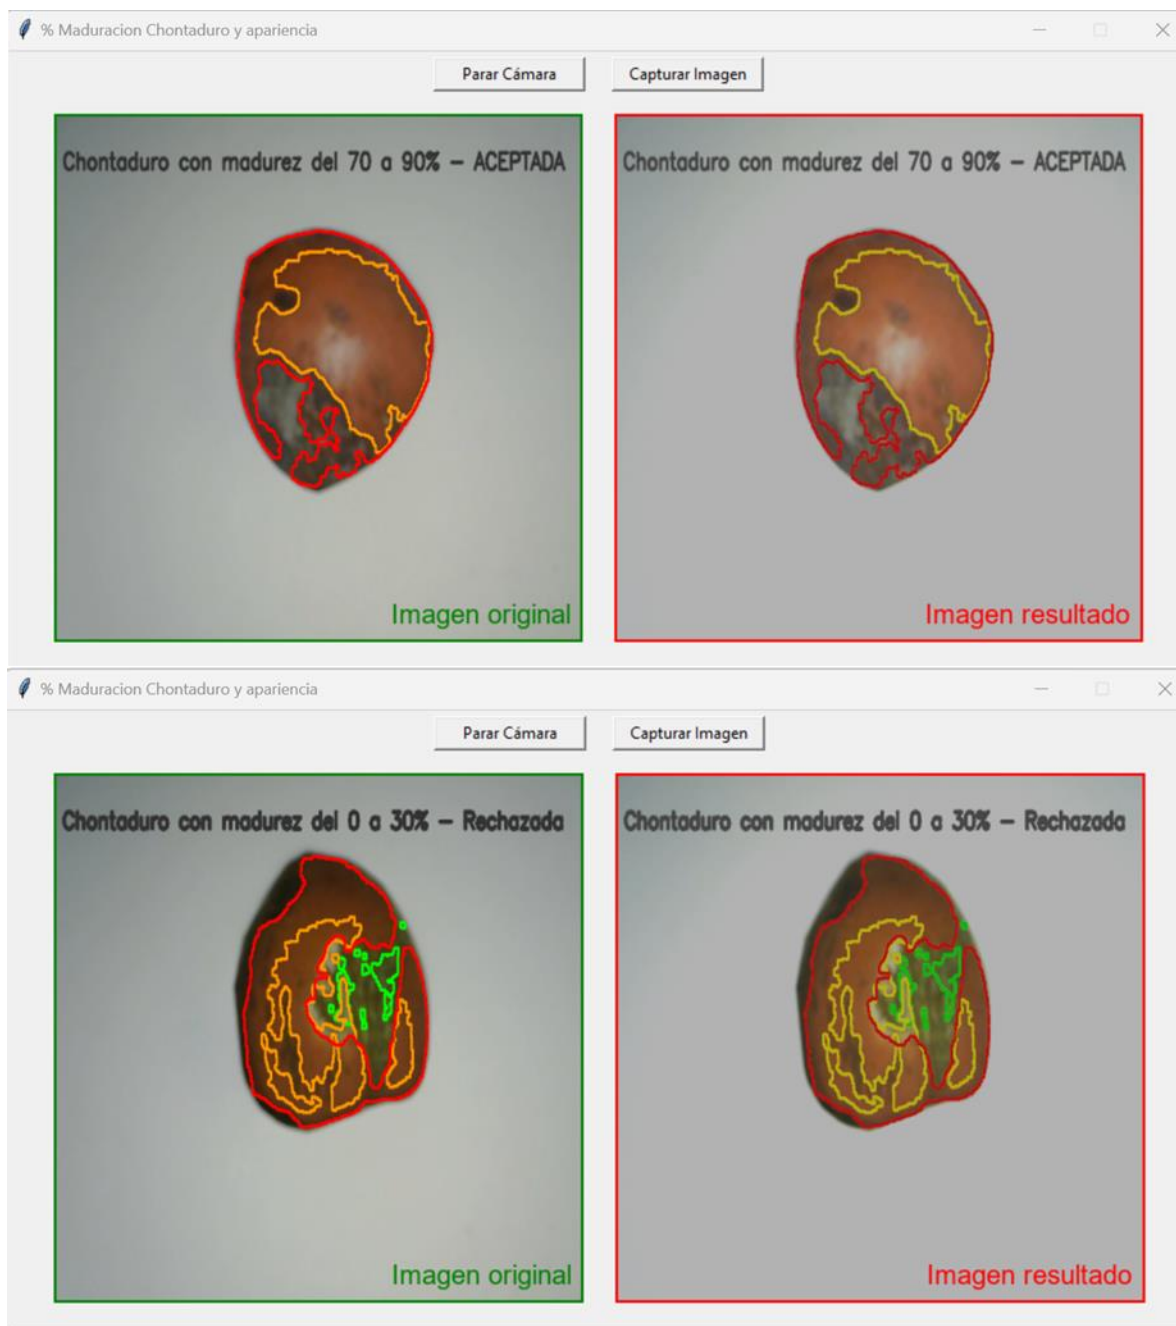 % Maduracion Chontaduro y apariencia
Parar Cámara Capturar Imagen
Chontaduro con madurez del 70 a 90% - ACEPTADA
Chontaduro con madurez del 70 a 90% - ACEPTADA
Imagen original
Imagen resultado
% Maduracion Chontaduro y apariencia
Parar Cámara Capturar Imagen
Chontaduro con madurez del 0 a 30% - Rechazada
Chontaduro con madurez del 0 a 30% - Rechazada
Imagen original
Imagen resultado